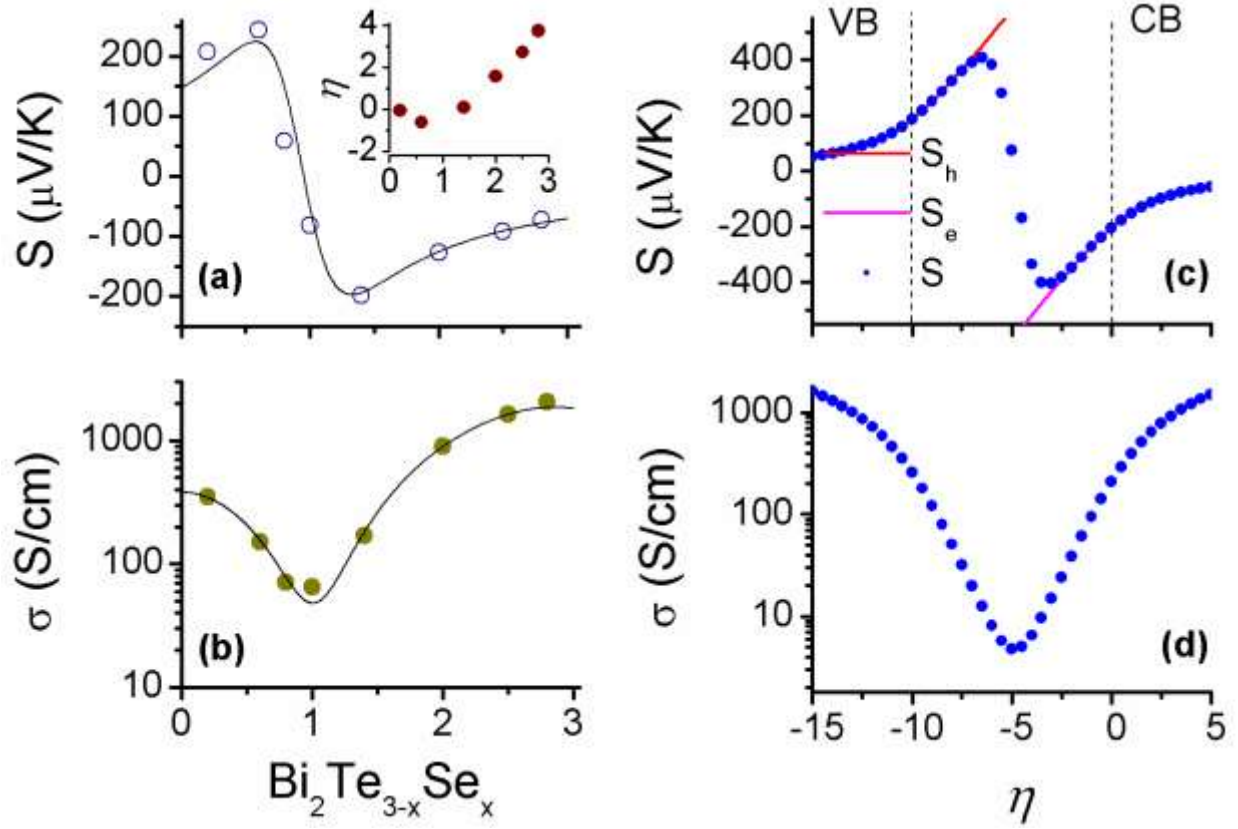 200
100
0
-100
-200
S (μV/K)
(a)
4
2
0
-2
η
0 1 2 3
1000
100
10
σ (S/cm)
(b)
0 1 2 3
Bi₂Te₃₋ₓSeₓ
VB CB
400
200
0
-200
-400
S (μV/K)
Sₕ
Sₑ
S
(c)
1000
100
10
σ (S/cm)
(d)
-15 -10 -5 0 5
η